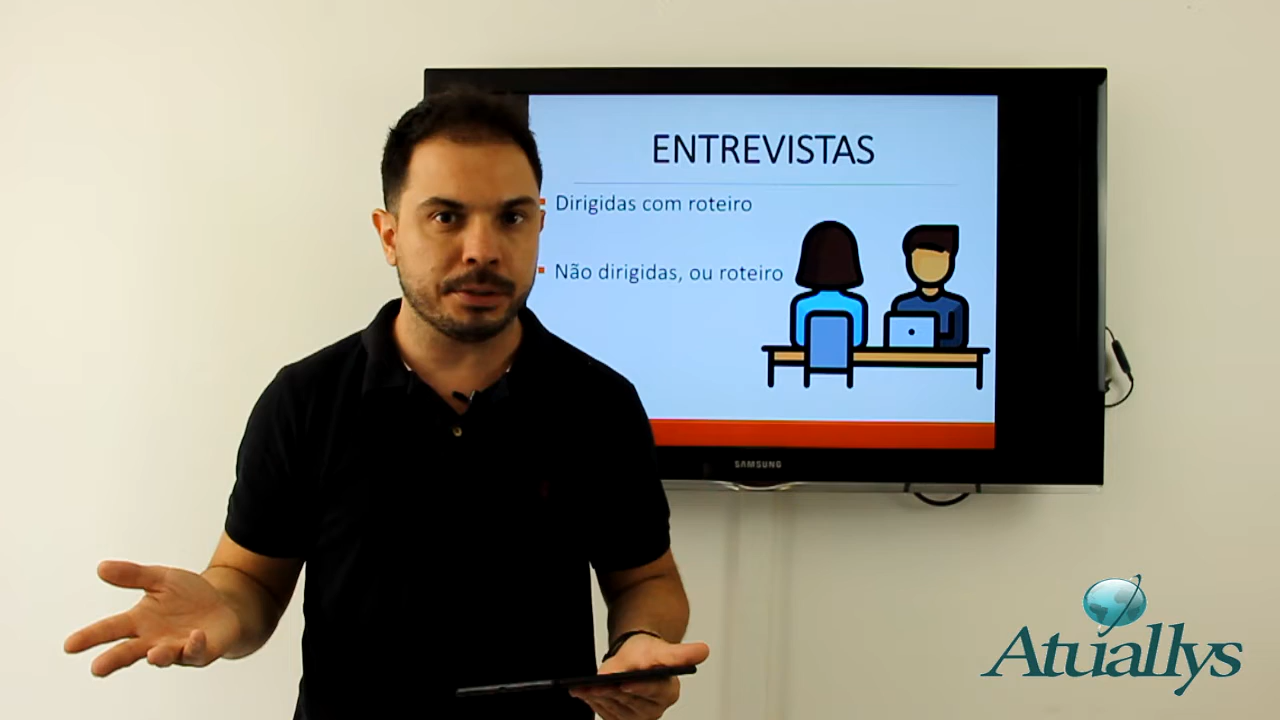 ENTREVISTAS
Dirigidas com roteiro
Não dirigidas, ou roteiro
SAMSUNG
Atuallys